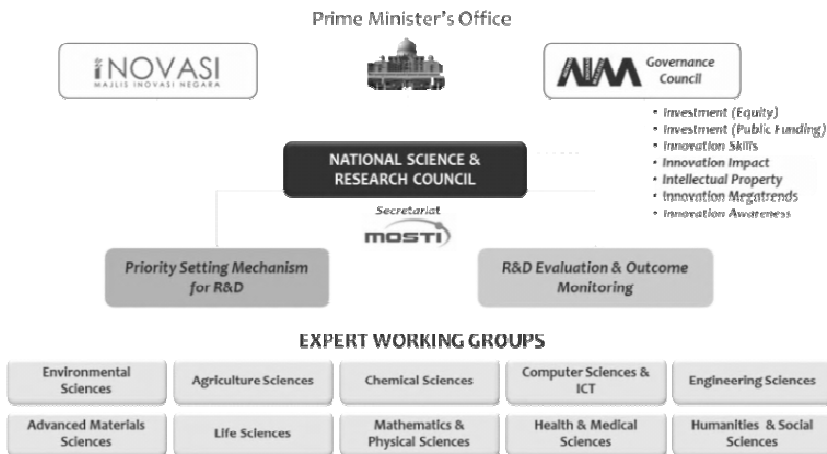 Prime Minister's Office
iNOVASI
MAJLIS INOVASI NEGARA
AIM
Governance
Council
• Investment (Equity)
• Investment (Public Funding)
• Innovation Skills
• Innovation Impact
• Intellectual Property
• Innovation Megatrends
• Innovation Awareness
NATIONAL SCIENCE &
RESEARCH COUNCIL
Secretariat
MOSTI
Priority Setting Mechanism
for R&D
R&D Evaluation & Outcome
Monitoring
EXPERT WORKING GROUPS
Environmental
Sciences
Agriculture Sciences
Chemical Sciences
Computer Sciences &
ICT
Engineering Sciences
Advanced Materials
Sciences
Life Sciences
Mathematics &
Physical Sciences
Health & Medical
Sciences
Humanities & Social
Sciences